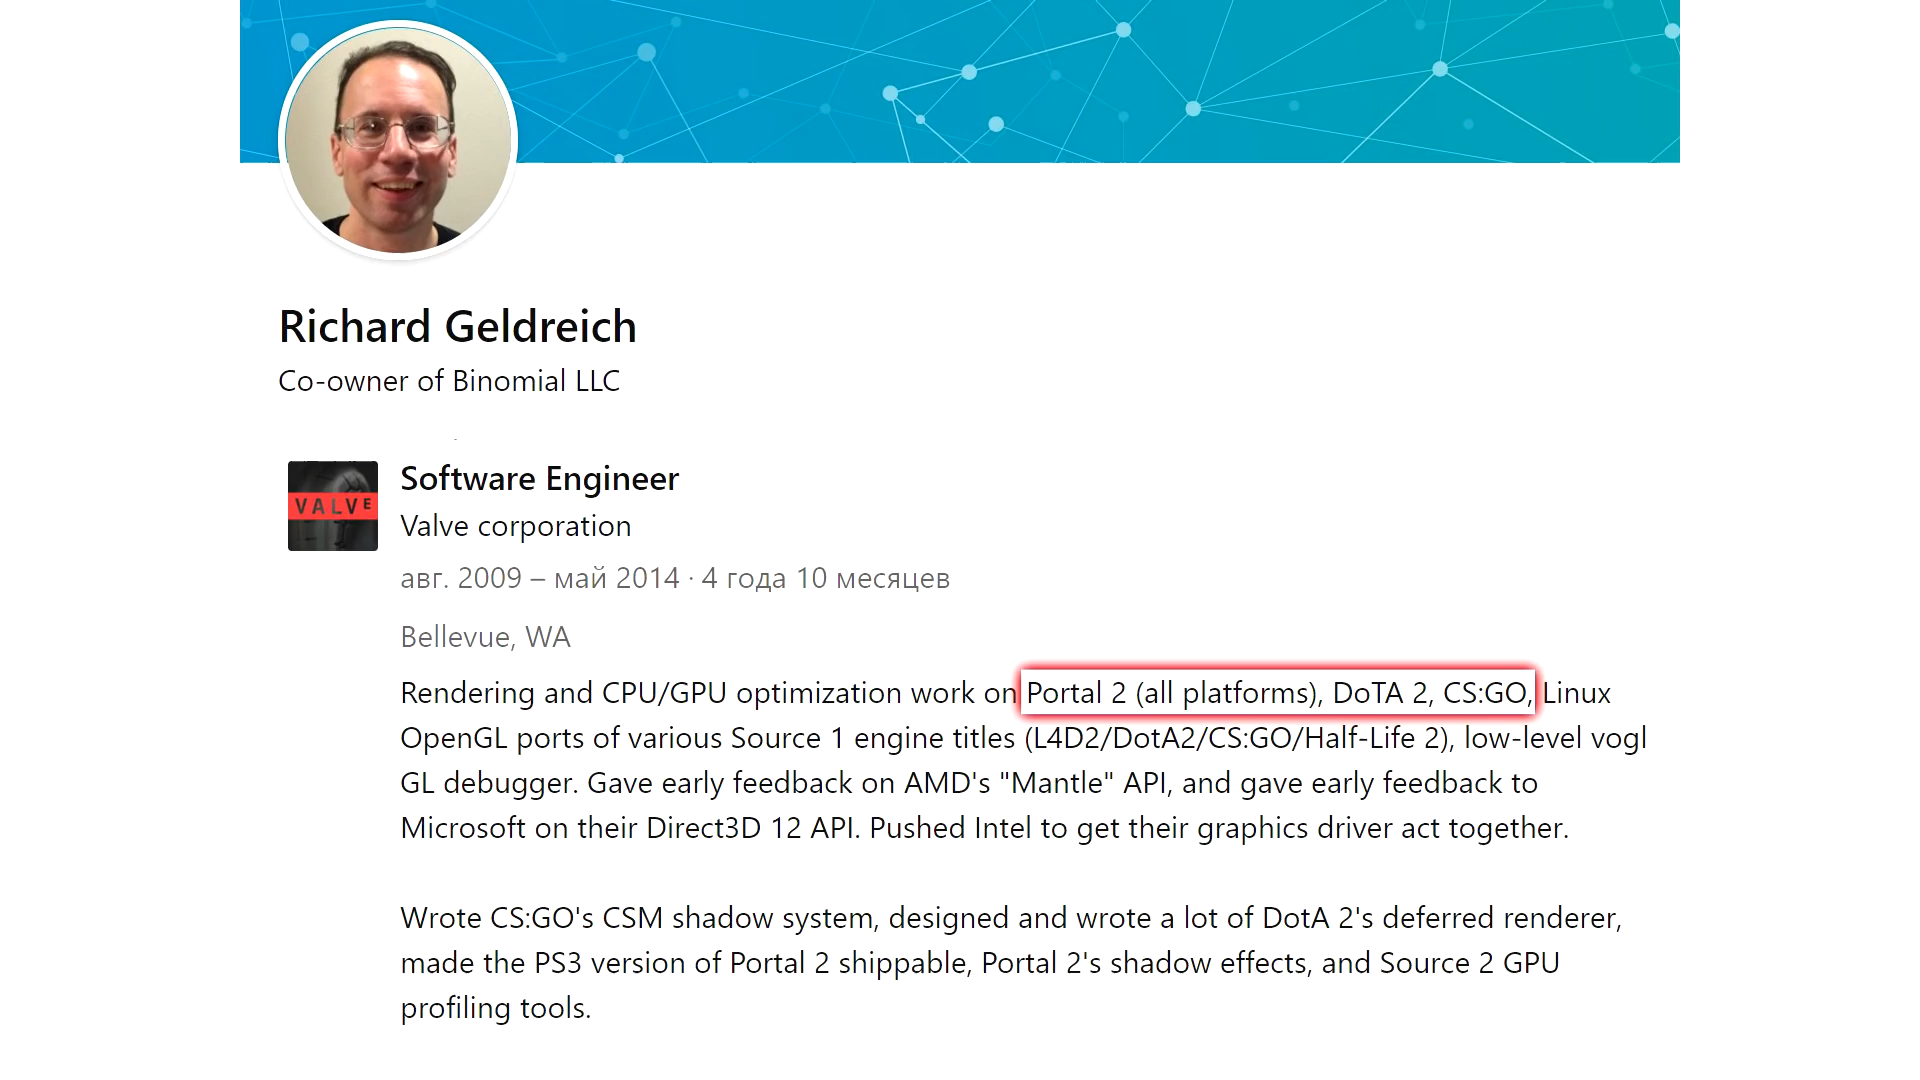 Richard Geldreich
Co-owner of Binomial LLC
VALVE
Software Engineer
Valve corporation
авг. 2009 – май 2014 · 4 года 10 месяцев
Bellevue, WA
Rendering and CPU/GPU optimization work on Portal 2 (all platforms), DoTA 2, CS:GO, Linux
OpenGL ports of various Source 1 engine titles (L4D2/DotA2/CS:GO/Half-Life 2), low-level vogl
GL debugger. Gave early feedback on AMD's "Mantle" API, and gave early feedback to
Microsoft on their Direct3D 12 API. Pushed Intel to get their graphics driver act together.
Wrote CS:GO's CSM shadow system, designed and wrote a lot of DotA 2's deferred renderer,
made the PS3 version of Portal 2 shippable, Portal 2's shadow effects, and Source 2 GPU
profiling tools.